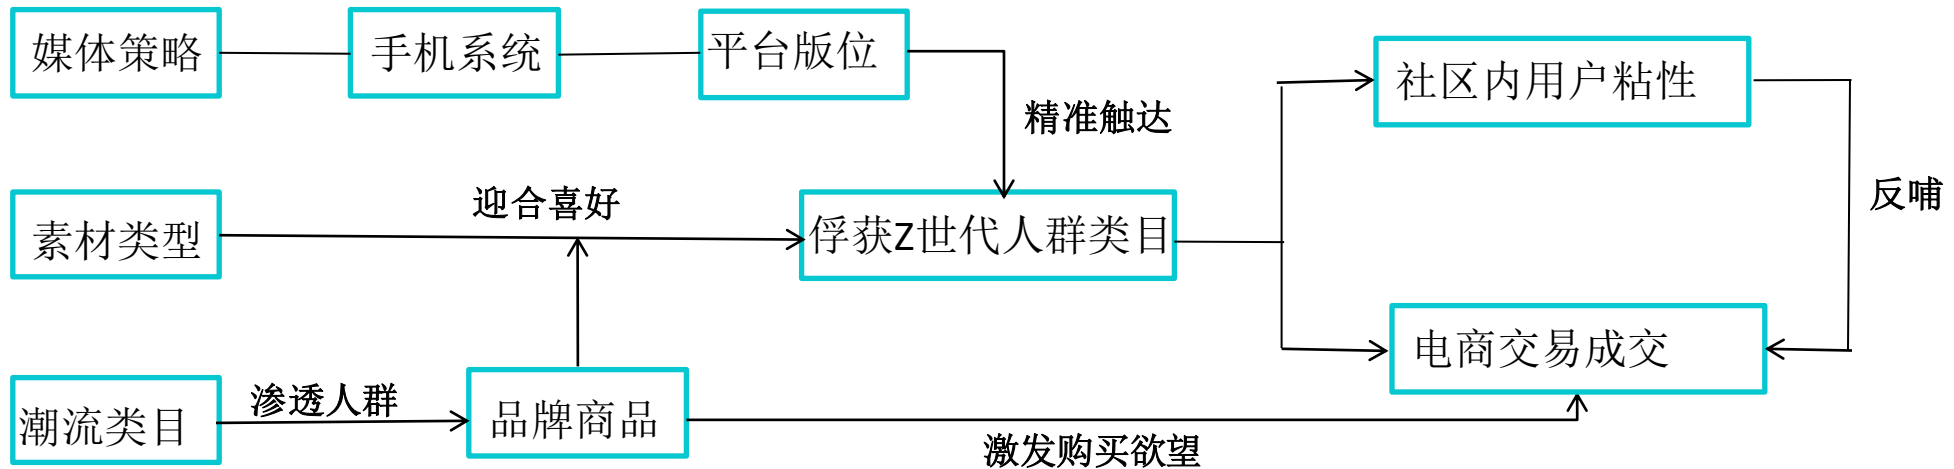 媒体策略
手机系统
平台版位
社区内用户粘性
精准触达
素材类型
迎合喜好
俘获Z世代人群类目
反哺
电商交易成交
潮流类目
渗透人群
品牌商品
激发购买欲望